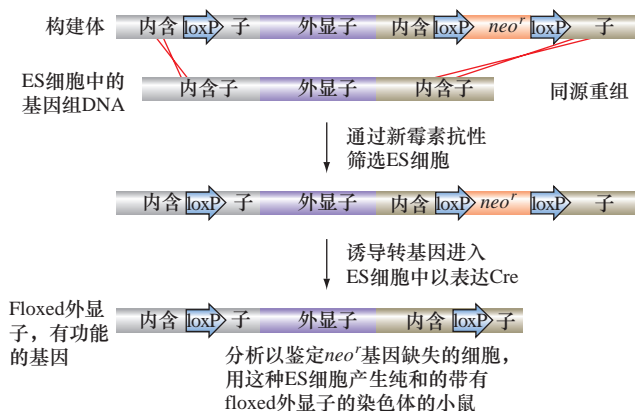 构建体
内含 loxP 子 外显子 内含 loxP neoʳ loxP 子
ES细胞中的
基因组DNA
内含子 外显子 内含子
同源重组
通过新霉素抗性
筛选ES细胞
内含 loxP 子 外显子 内含 loxP neoʳ loxP 子
诱导转基因进入
ES细胞中以表达Cre
Floxed外显
子，有功能
的基因
内含 loxP 子 外显子 内含 loxP 子
分析以鉴定neoʳ基因缺失的细胞，
用这种ES细胞产生纯和的带有
floxed外显子的染色体的小鼠